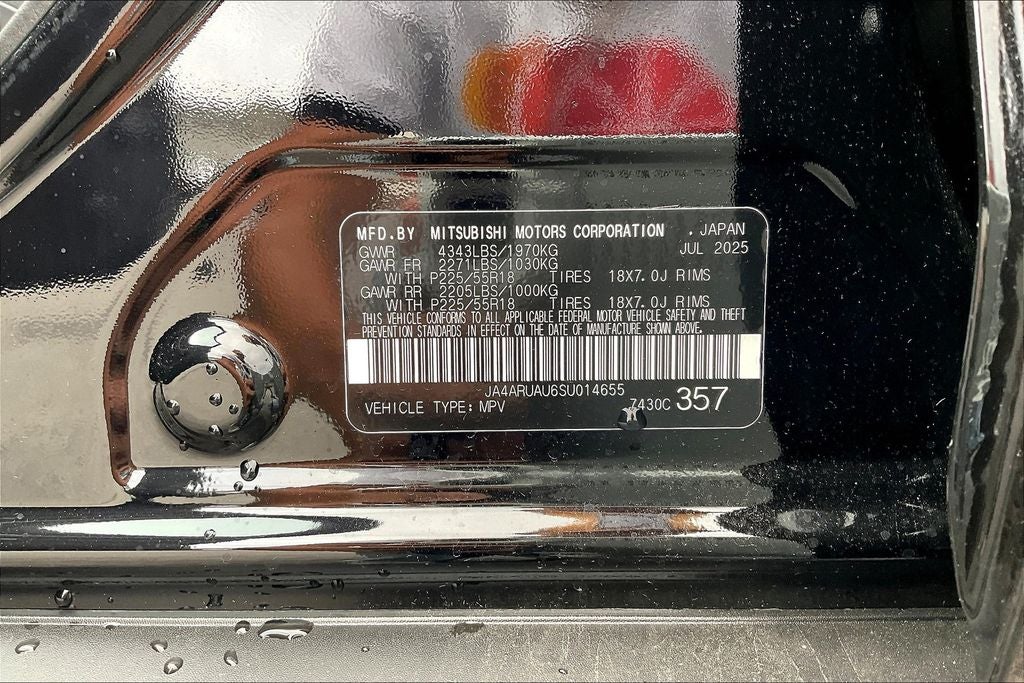 MFD.BY MITSUBISHI MOTORS CORPORATION . JAPAN
GVWR 4343LBS/1970KG JUL 2025
GAWR FR 2271LBS/1030KG
WITH P225/55R18 TIRES 18X7.0J RIMS
GAWR RR 2205LBS/1000KG
WITH P225/55R18 TIRES 18X7.0J RIMS
THIS VEHICLE CONFORMS TO ALL APPLICABLE FEDERAL MOTOR VEHICLE SAFETY AND THEFT
PREVENTION STANDARDS IN EFFECT ON THE DATE OF MANUFACTURE SHOWN ABOVE.
JA4ARUAU6SU014655
VEHICLE TYPE: MPV 7430C 357